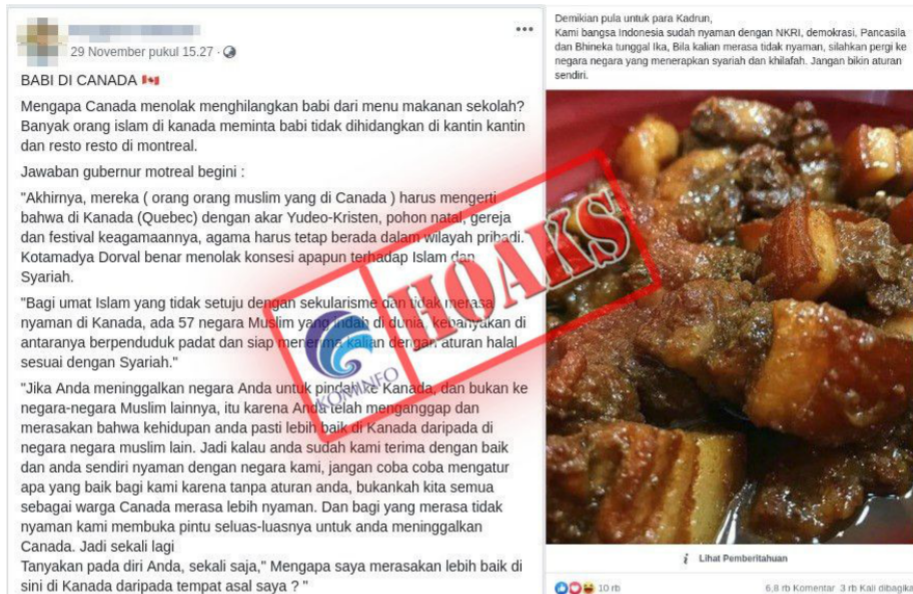 29 November pukul 15.27 ·
BABI DI CANADA 🇨🇦
Mengapa Canada menolak menghilangkan babi dari menu makanan sekolah?
Banyak orang islam di kanada meminta babi tidak dihidangkan di kantin kantin
dan resto resto di montreal.
Jawaban gubernur motreal begini :
"Akhirnya, mereka ( orang orang muslim yang di Canada ) harus mengerti
bahwa di Kanada (Quebec) dengan akar Yudeo-Kristen, pohon natal, gereja
dan festival keagamaannya, agama harus tetap berada dalam wilayah pribadi.
Kotamadya Dorval benar menolak konsesi apapun terhadap Islam dan
Syariah.
"Bagi umat Islam yang tidak setuju dengan sekularisme dan tidak merasa
nyaman di Kanada, ada 57 negara Muslim yang indah di dunia, kebanyakan di
antaranya berpenduduk padat dan siap menerima kalian dengan aturan halal
sesuai dengan Syariah."
"Jika Anda meninggalkan negara Anda untuk pindah ke Kanada, dan bukan ke
negara-negara Muslim lainnya, itu karena Anda telah menganggap dan
merasakan bahwa kehidupan anda pasti lebih baik di Kanada daripada di
negara negara muslim lain. Jadi kalau anda sudah kami terima dengan baik
dan anda sendiri nyaman dengan negara kami, jangan coba coba mengatur
apa yang baik bagi kami karena tanpa aturan anda, bukankah kita semua
sebagai warga Canada merasa lebih nyaman. Dan bagi yang merasa tidak
nyaman kami membuka pintu seluas-luasnya untuk anda meninggalkan
Canada. Jadi sekali lagi
Tanyakan pada diri Anda, sekali saja," Mengapa saya merasakan lebih baik di
sini di Kanada daripada tempat asal saya ? "
KOMINFO
HOAKS
Demikian pula untuk para Kadrun,
Kami bangsa Indonesia sudah nyaman dengan NKRI, demokrasi, Pancasila
dan Bhineka tunggal Ika, Bila kalian merasa tidak nyaman, silahkan pergi ke
negara negara yang menerapkan syariah dan khilafah. Jangan bikin aturan
sendiri.
Lihat Pemberitahuan
10 rb
6,8 rb Komentar 3 rb Kali dibagika